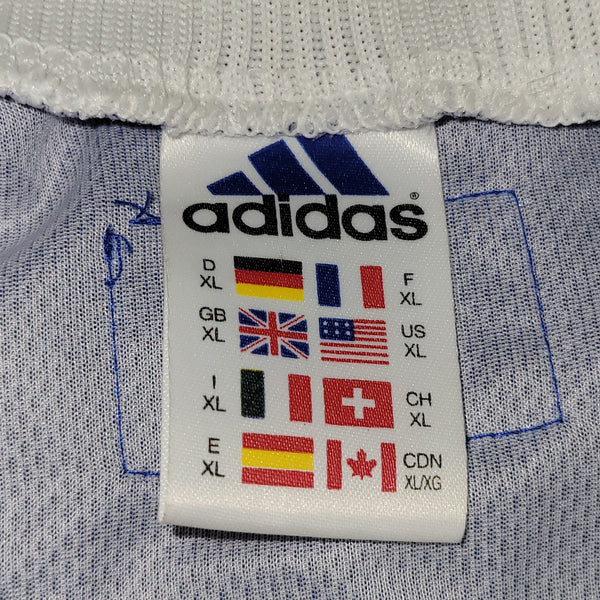 adidas®
D XL F XL
GB XL US XL
I XL CH XL
E XL CDN XL/XG